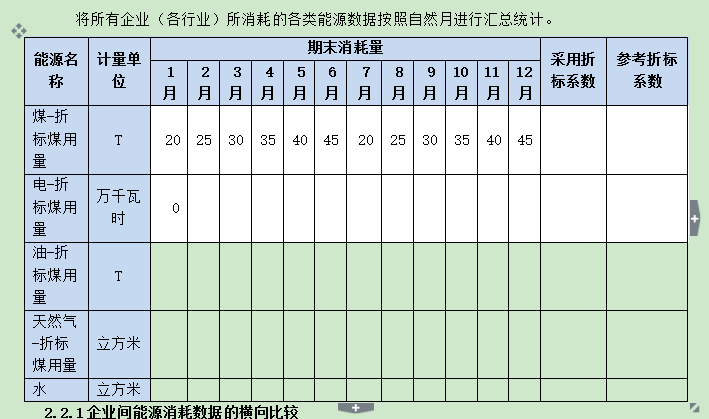 将所有企业（各行业）所消耗的各类能源数据按照自然月进行汇总统计。
能源名称 计量单位 期末消耗量 采用折标系数 参考折标系数
1月 2月 3月 4月 5月 6月 7月 8月 9月 10月 11月 12月
煤-折标煤用量 T 20 25 30 35 40 45 20 25 30 35 40 45
电-折标煤用量 万千瓦时 0
油-折标煤用量 T
天然气-折标煤用量 立方米
水 立方米
2.2.1企业间能源消耗数据的横向比较